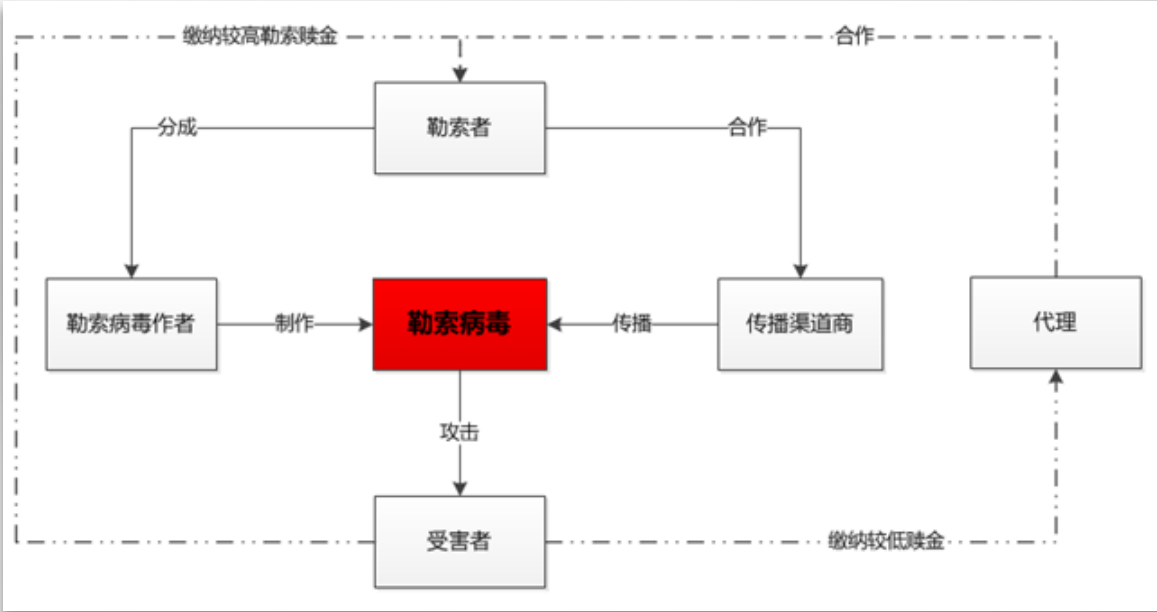 缴纳较高勒索赎金
合作
勒索者
分成
合作
勒索病毒作者
制作
勒索病毒
传播
传播渠道商
代理
攻击
受害者
缴纳较低赎金